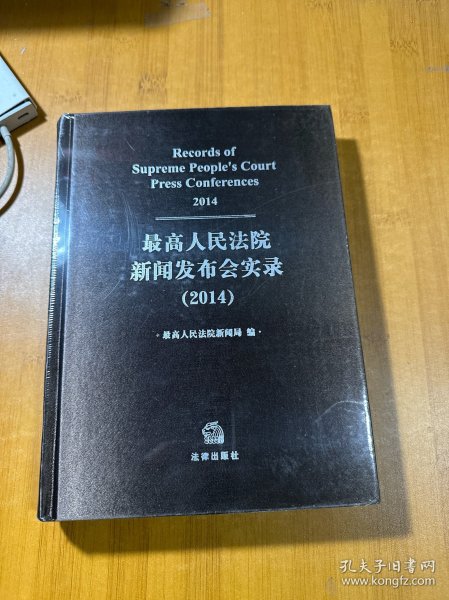 Records of
Supreme People's Court
Press Conferences
2014
最高人民法院
新闻发布会实录
(2014)
·最高人民法院新闻局 编·
法律出版社
孔夫子旧书网
www.kongfz.com